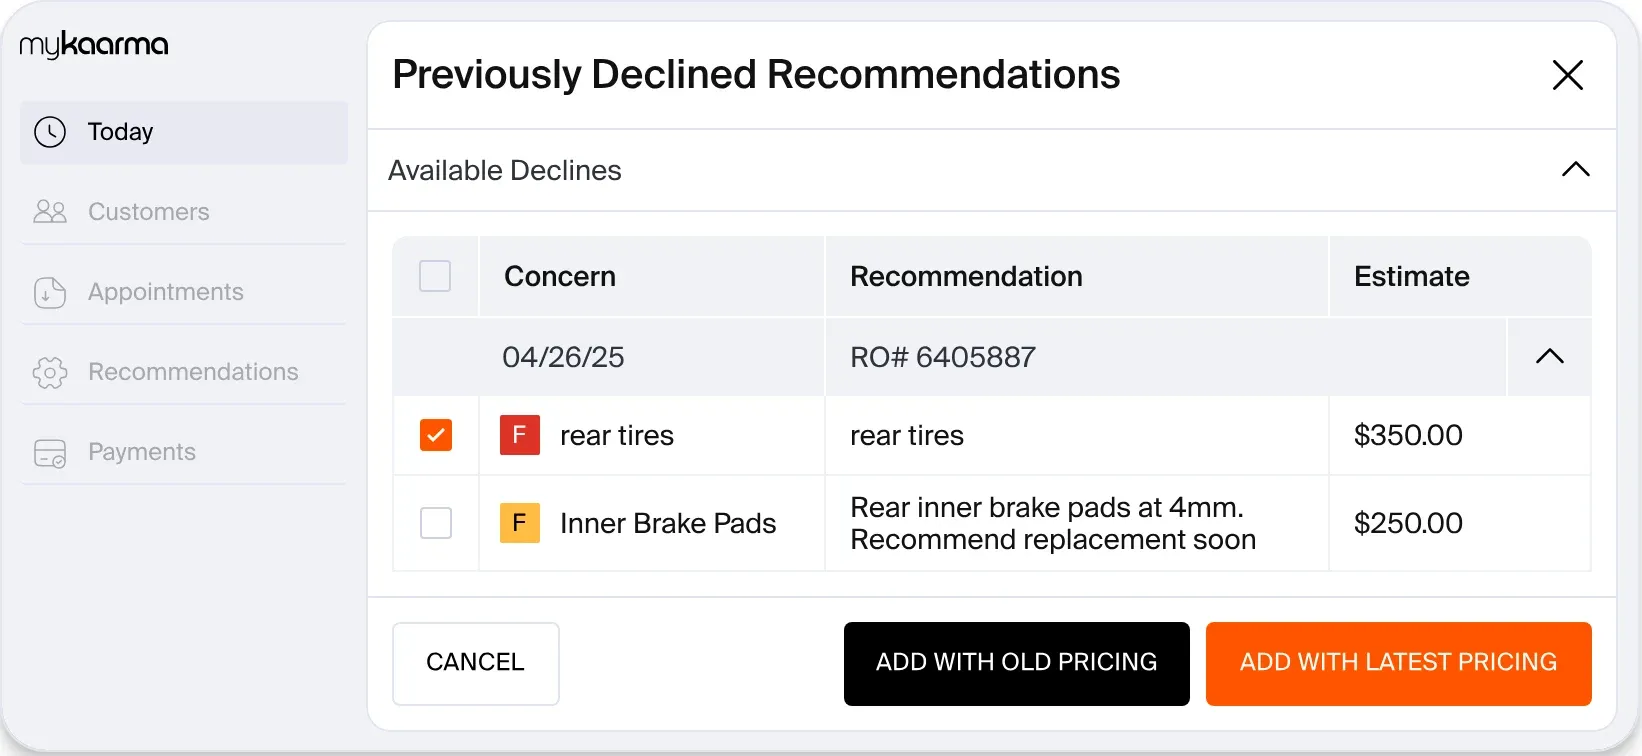 mykaarma
Today
Customers
Appointments
Recommendations
Payments
Previously Declined Recommendations
Available Declines
Concern Recommendation Estimate
04/26/25 RO# 6405887
F rear tires rear tires $350.00
F Inner Brake Pads Rear inner brake pads at 4mm. $250.00
Recommend replacement soon
CANCEL ADD WITH OLD PRICING ADD WITH LATEST PRICING